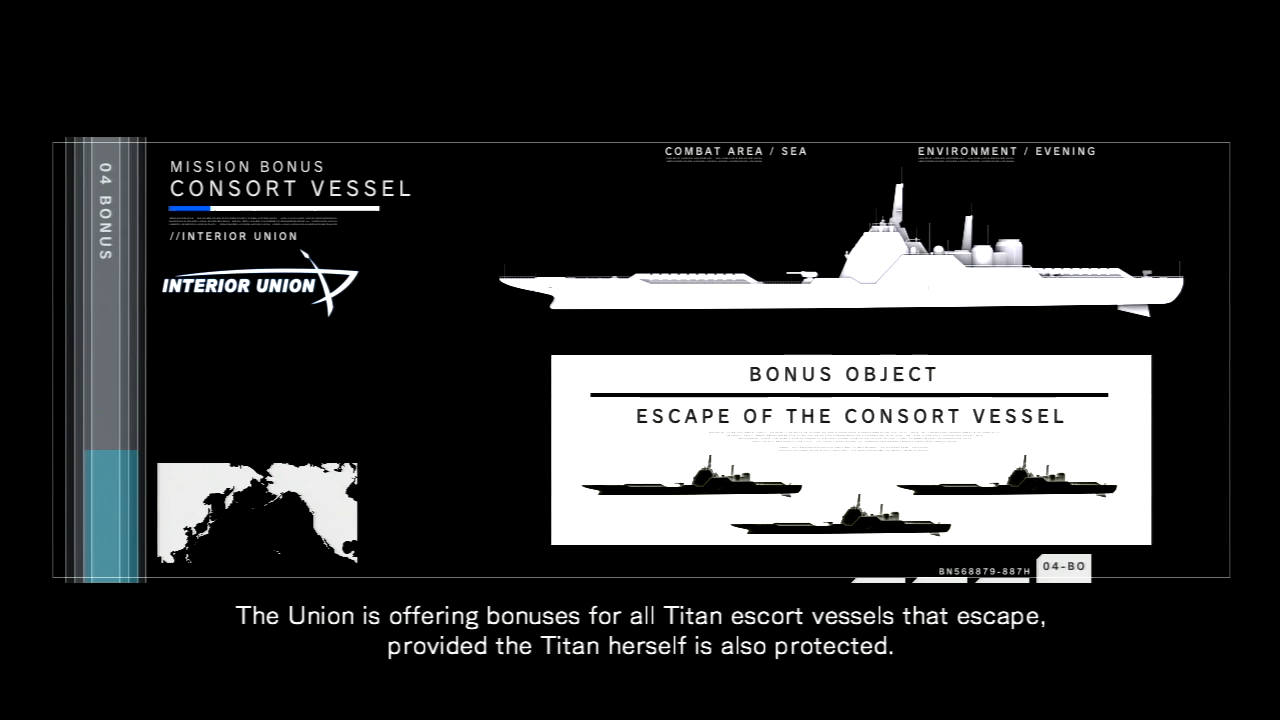 04 BONUS
MISSION BONUS
CONSORT VESSEL
//INTERIOR UNION
INTERIOR UNION
COMBAT AREA / SEA
ENVIRONMENT / EVENING
BONUS OBJECT
ESCAPE OF THE CONSORT VESSEL
BN568879-887H
04-BO
The Union is offering bonuses for all Titan escort vessels that escape,
provided the Titan herself is also protected.